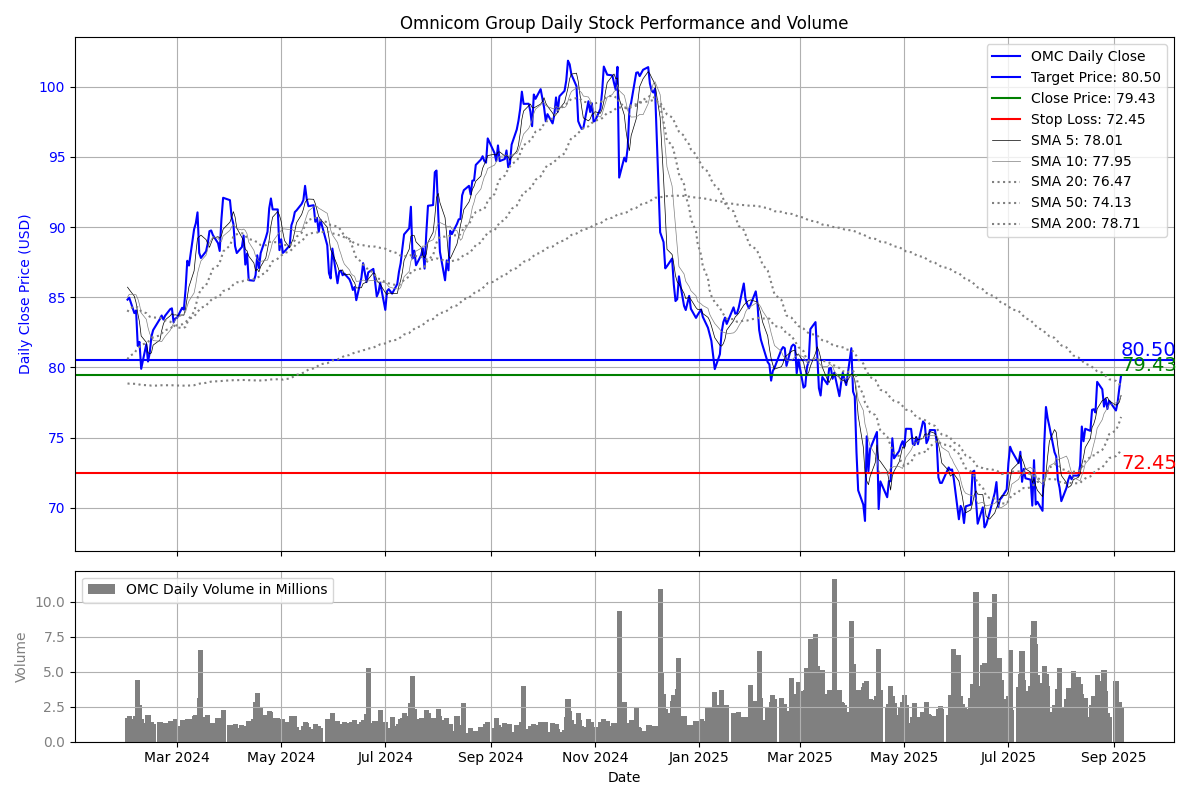 Omnicom Group Daily Stock Performance and Volume
Daily Close Price (USD)
100
95
90
85
80
75
70
OMC Daily Close
Target Price: 80.50
Close Price: 79.43
Stop Loss: 72.45
SMA 5: 78.01
SMA 10: 77.95
SMA 20: 76.47
SMA 50: 74.13
SMA 200: 78.71
80.50
79.43
72.45
OMC Daily Volume in Millions
Volume
10.0
7.5
5.0
2.5
0.0
Mar 2024 May 2024 Jul 2024 Sep 2024 Nov 2024 Jan 2025 Mar 2025 May 2025 Jul 2025 Sep 2025
Date